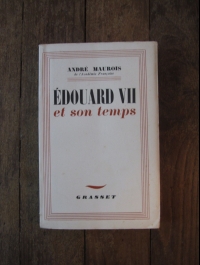 ANDRÉ MAUROIS
de l'Académie Française
ÉDOUARD VII
et son temps
GRASSET